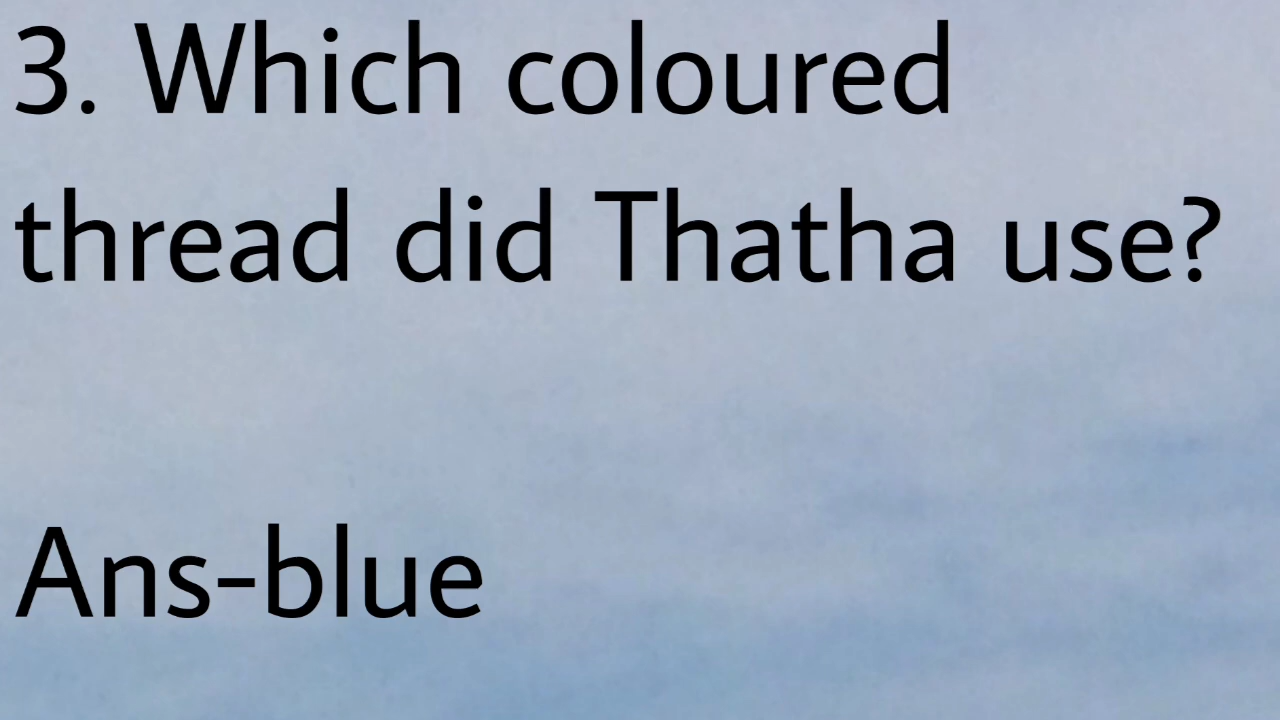 3. Which coloured
thread did Thatha use?
Ans-blue